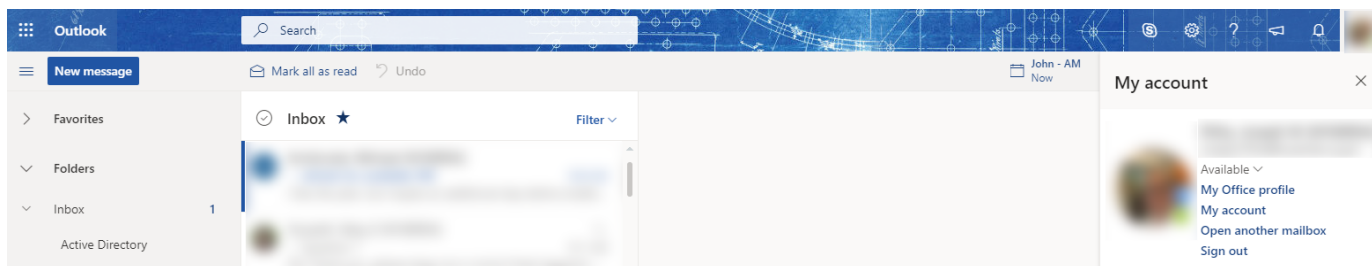 Outlook
Search
New message
Mark all as read
Undo
John - AM
Now
My account
Favorites
Inbox
Filter
Folders
Inbox 1
Active Directory
Available
My Office profile
My account
Open another mailbox
Sign out